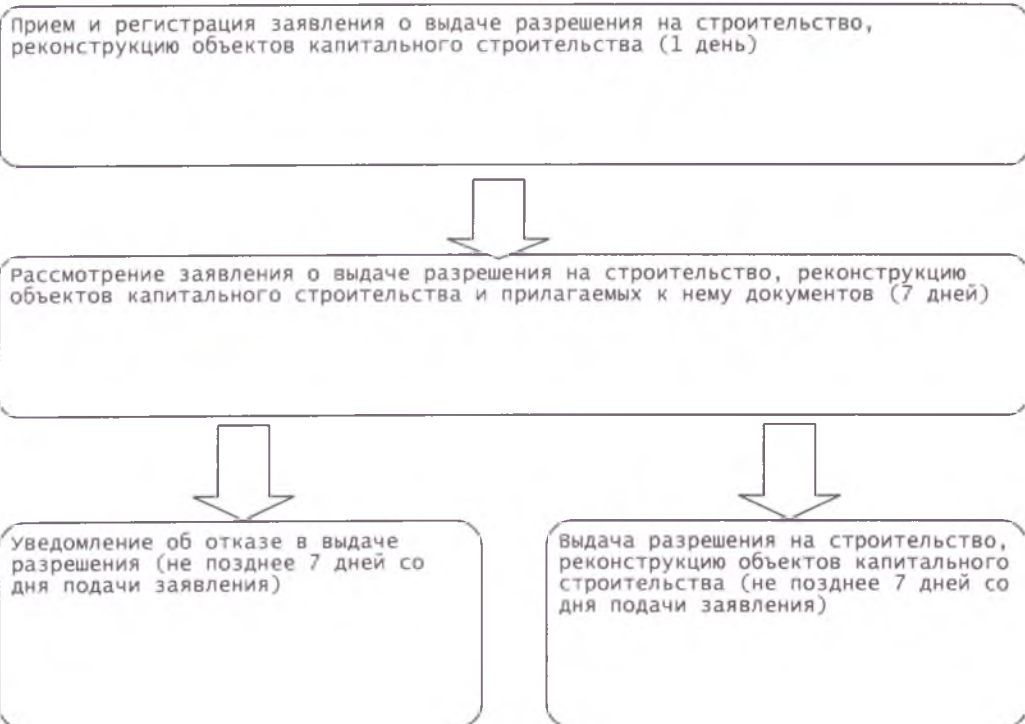 Прием и регистрация заявления о выдаче разрешения на строительство,
реконструкцию объектов капитального строительства (1 день)
Рассмотрение заявления о выдаче разрешения на строительство, реконструкцию
объектов капитального строительства и прилагаемых к нему документов (7 дней)
Уведомление об отказе в выдаче
разрешения (не позднее 7 дней со
дня подачи заявления)
Выдача разрешения на строительство,
реконструкцию объектов капитального
строительства (не позднее 7 дней со
дня подачи заявления)